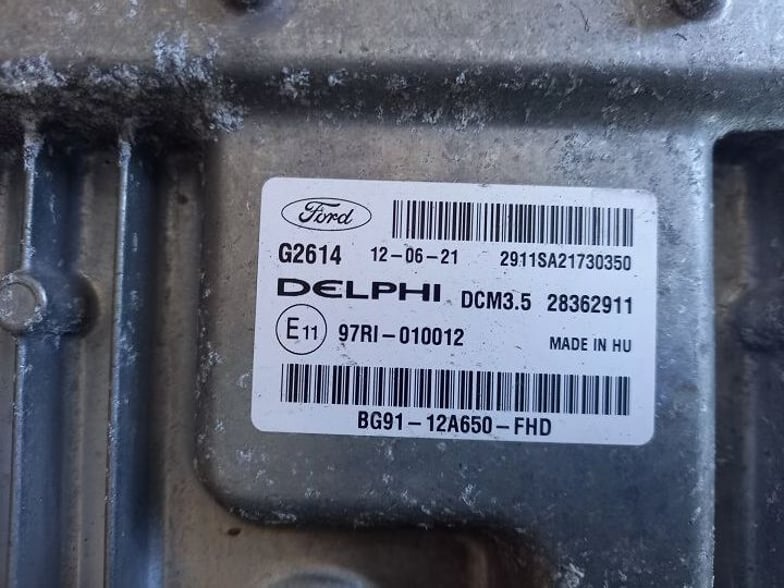 Ford
G2614 12-06-21 2911SA21730350
DELPHI DCM3.5 28362911
E11 97RI-010012 MADE IN HU
BG91-12A650-FHD